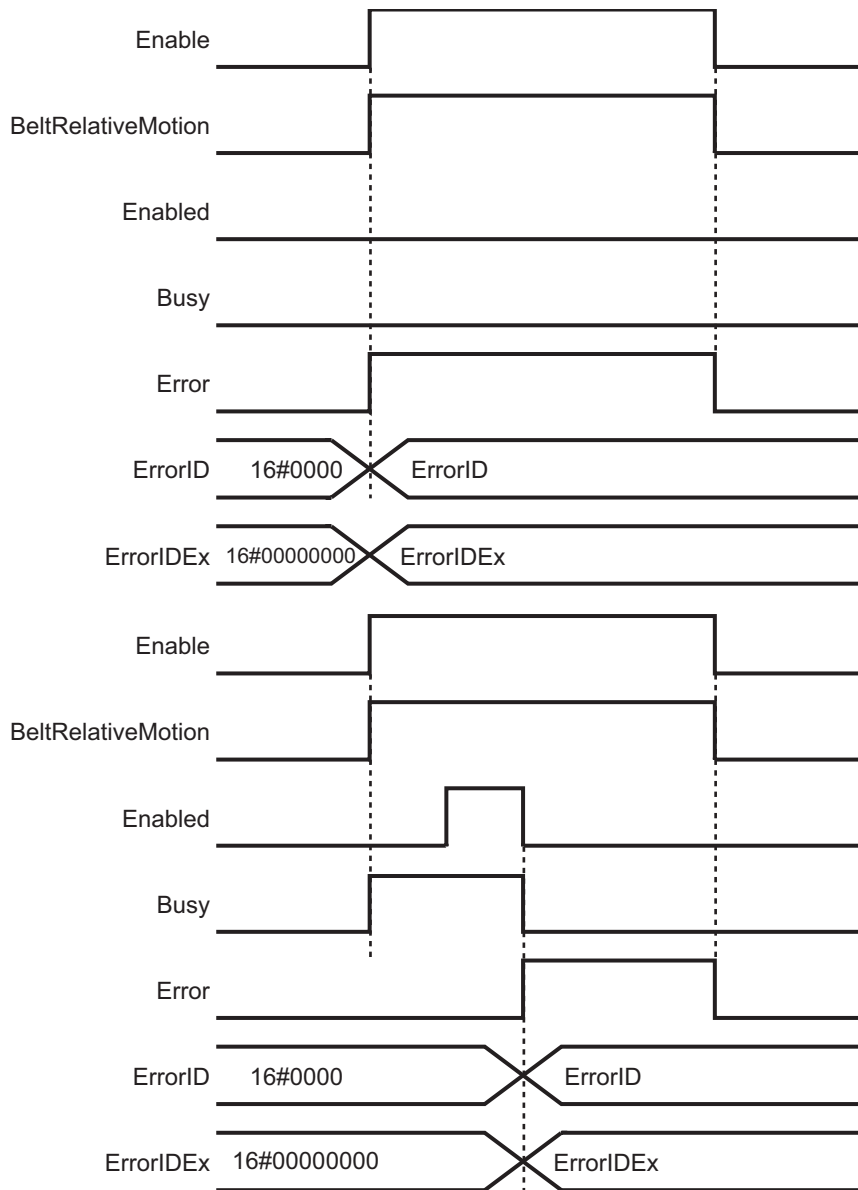 Enable
BeltRelativeMotion
Enabled
Busy
Error
ErrorID 16#0000 ErrorID
ErrorIDEx 16#00000000 ErrorIDEx
Enable
BeltRelativeMotion
Enabled
Busy
Error
ErrorID 16#0000 ErrorID
ErrorIDEx 16#00000000 ErrorIDEx